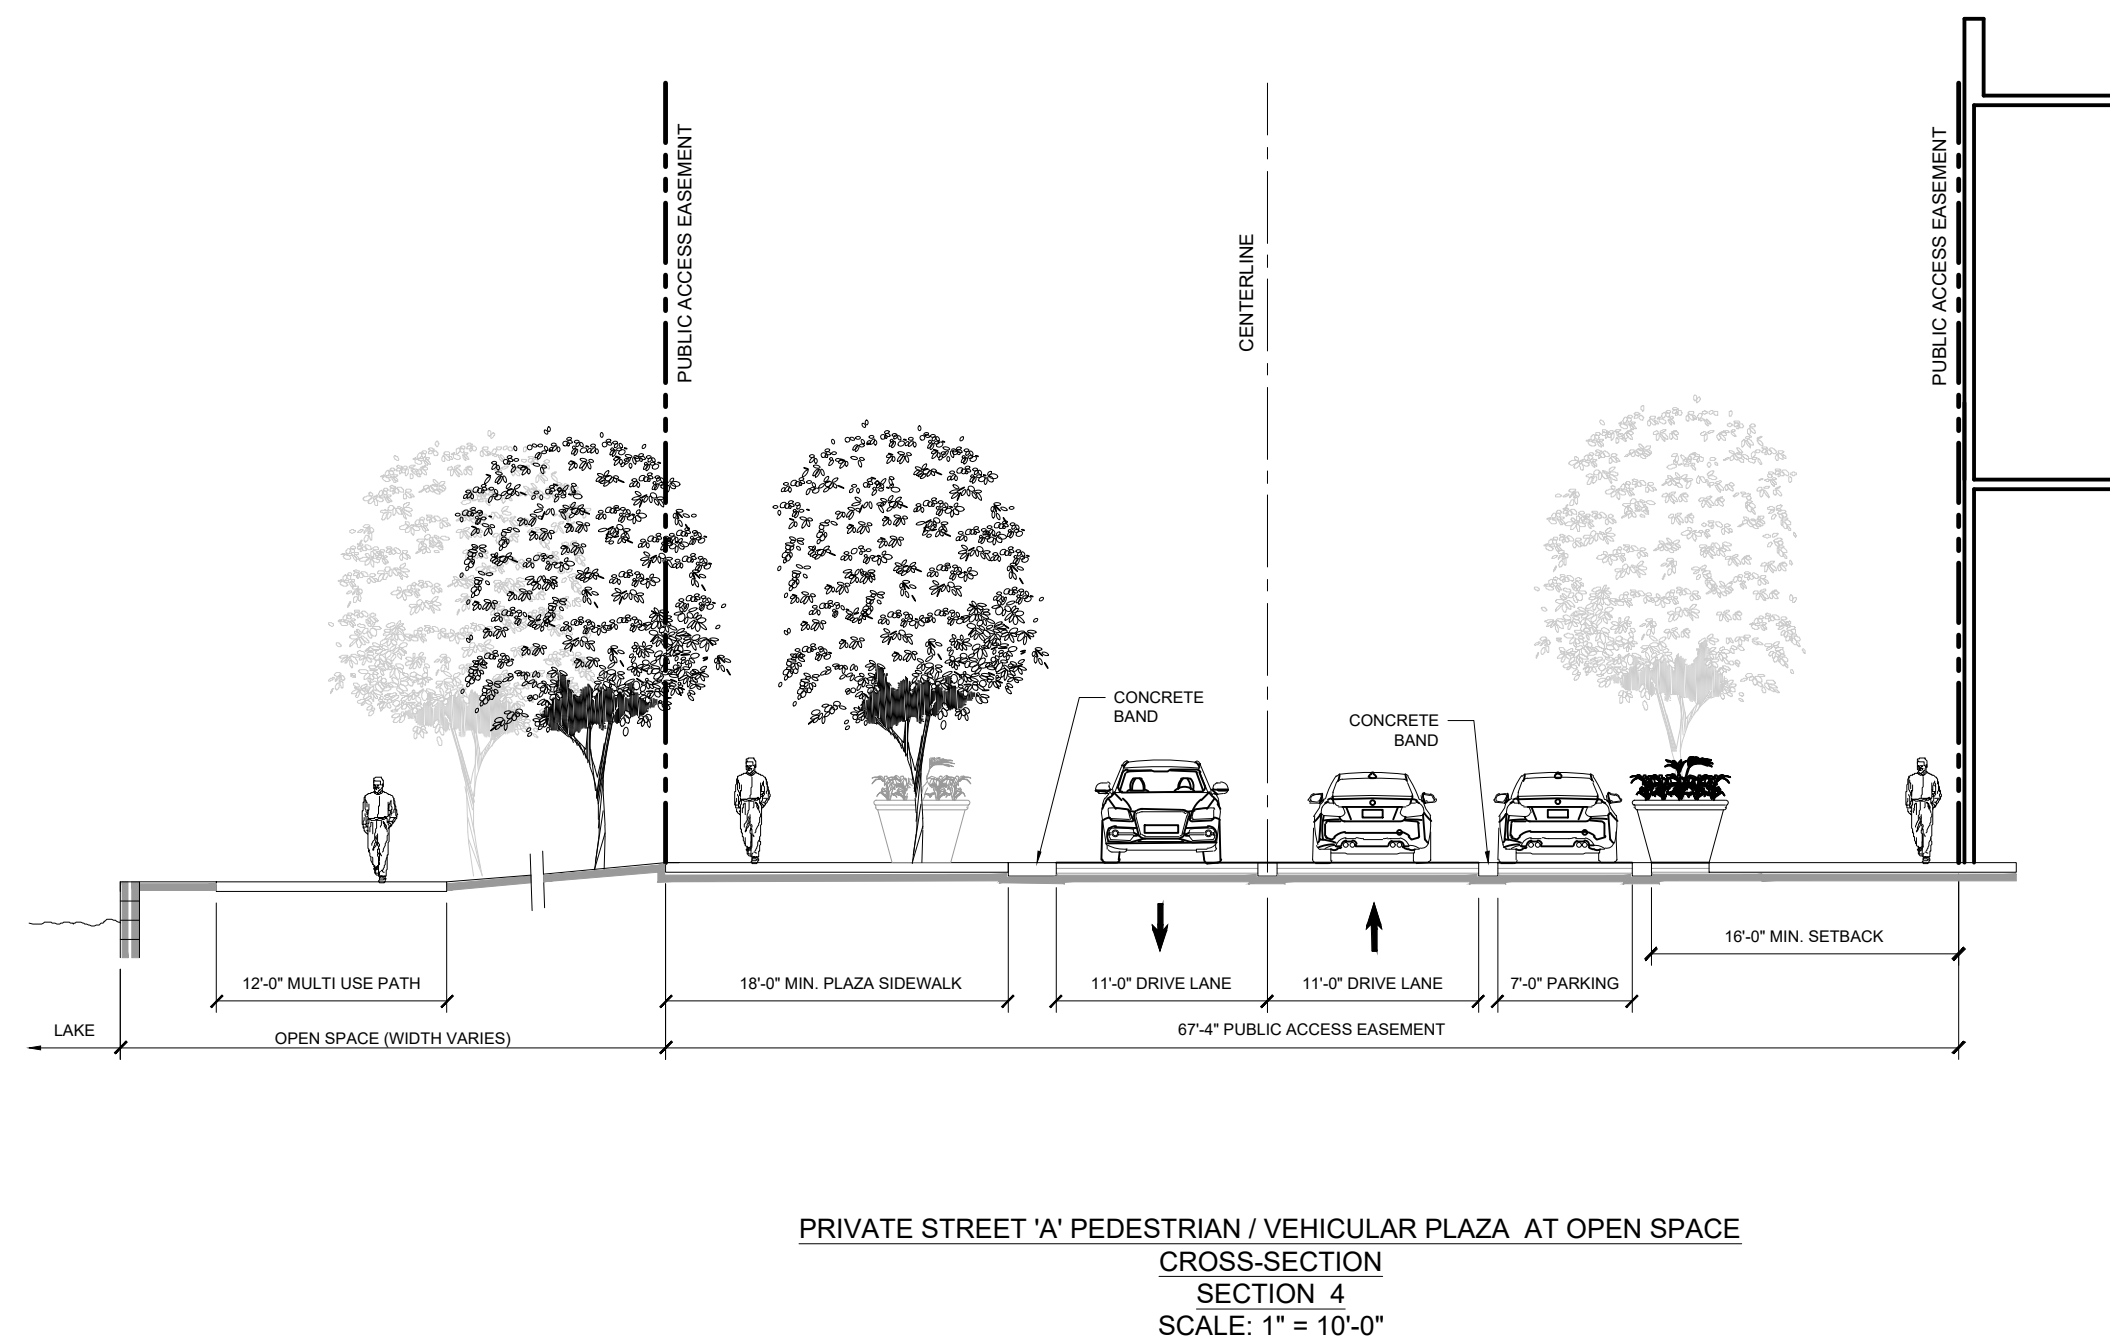 PUBLIC ACCESS EASEMENT
CENTERLINE
PUBLIC ACCESS EASEMENT
CONCRETE
BAND
CONCRETE
BAND
16'-0" MIN. SETBACK
12'-0" MULTI USE PATH
18'-0" MIN. PLAZA SIDEWALK
11'-0" DRIVE LANE
11'-0" DRIVE LANE
7'-0" PARKING
LAKE
OPEN SPACE (WIDTH VARIES)
67'-4" PUBLIC ACCESS EASEMENT
PRIVATE STREET 'A' PEDESTRIAN / VEHICULAR PLAZA AT OPEN SPACE
CROSS-SECTION
SECTION 4
SCALE: 1" = 10'-0"